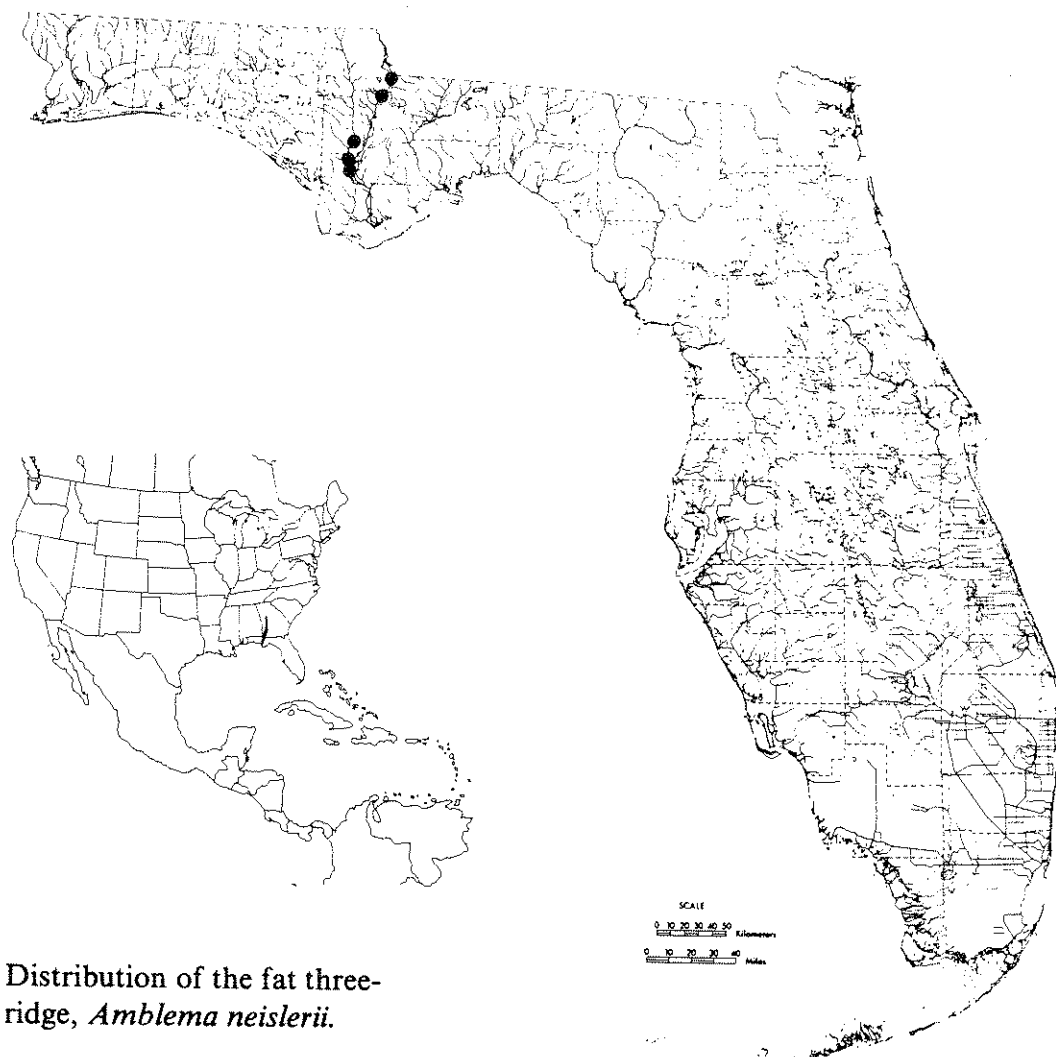 SCALE
0 10 20 30 40 50 Kilometers
0 10 20 30 40 Miles
Distribution of the fat three-
ridge, Amblema neislerii.